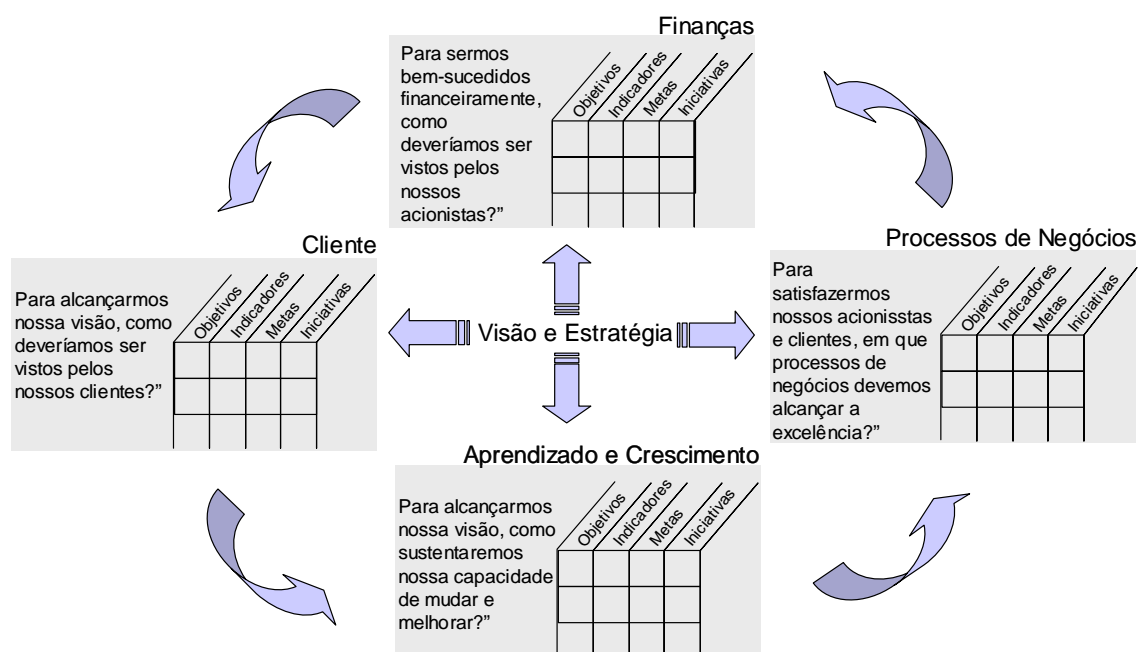 Finanças
Para sermos
bem-sucedidos
financeiramente,
como
deveríamos ser
vistos pelos
nossos
acionistas?”
Objetivos
Indicadores
Metas
Iniciativas
Cliente
Para alcançarmos
nossa visão, como
deveríamos ser
vistos pelos
nossos clientes?”
Objetivos
Indicadores
Metas
Iniciativas
Visão e Estratégia
Processos de Negócios
Para
satisfazermos
nossos acionisstas
e clientes, em que
processos de
negócios devemos
alcançar a
excelência?”
Objetivos
Indicadores
Metas
Iniciativas
Aprendizado e Crescimento
Para alcançarmos
nossa visão, como
sustentaremos
nossa capacidade
de mudar e
melhorar?”
Objetivos
Indicadores
Metas
Iniciativas